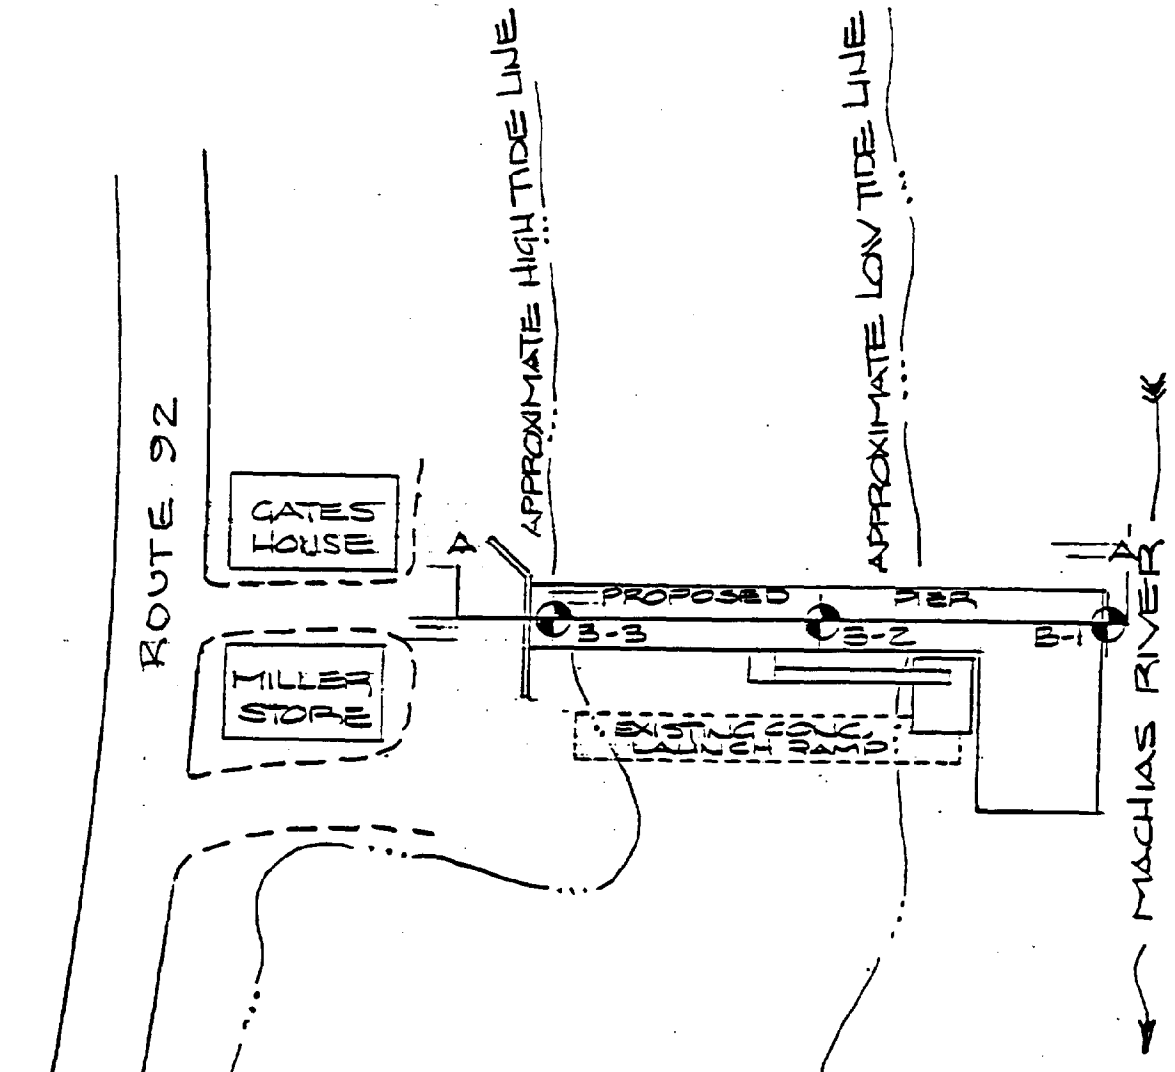 APPROXIMATE HIGH TIDE LINE
APPROXIMATE LOW TIDE LINE
ROUTE 92
GATES
HOUSE
A
A'
PROPOSED PIER
B-3
B-2
B-1
MILLER
STORE
EXISTING CONC.
LAUNCH RAMP
MACHIAS RIVER